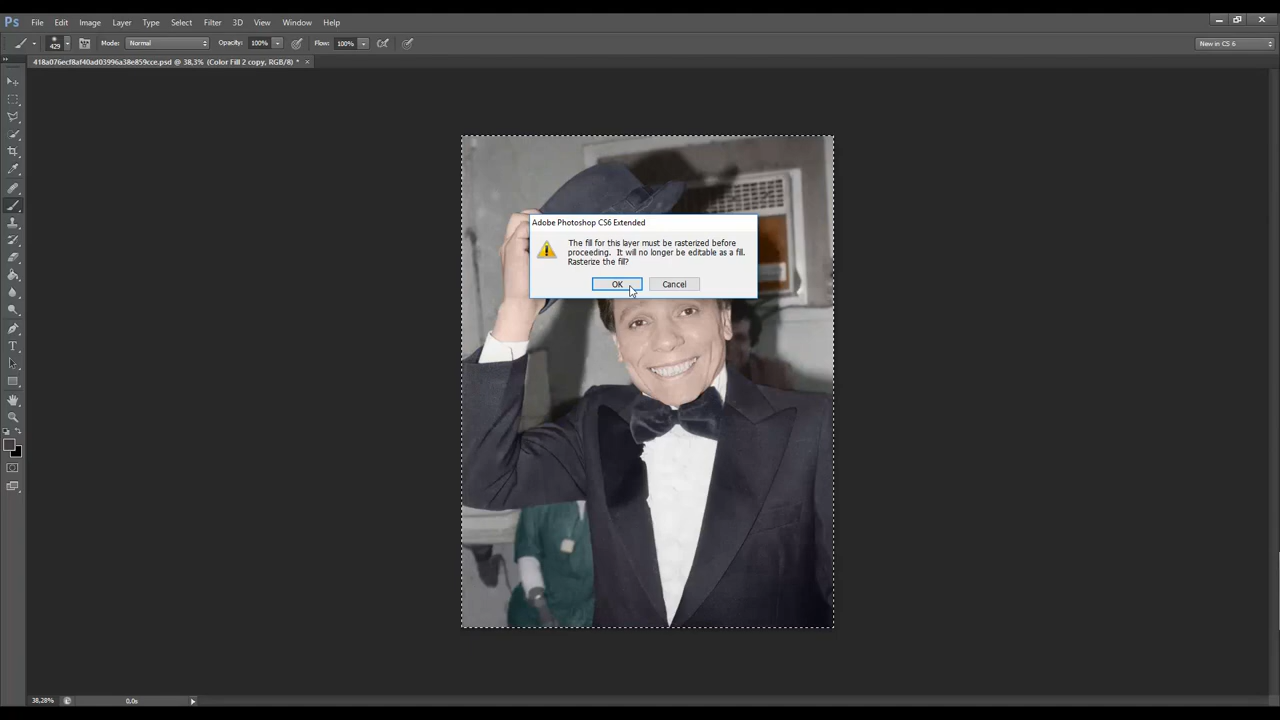 Ps File Edit Image Layer Type Select Filter 3D View Window Help
429 Mode: Normal Opacity: 100% Flow: 100% New in CS 6
418a076ecf8af40ad03996a38e859cce.psd @ 38,3% (Color Fill 2 copy, RGB/8) * ×
Adobe Photoshop CS6 Extended
The fill for this layer must be rasterized before
proceeding. It will no longer be editable as a fill.
Rasterize the fill?
OK Cancel
T
38,28% 0,0s